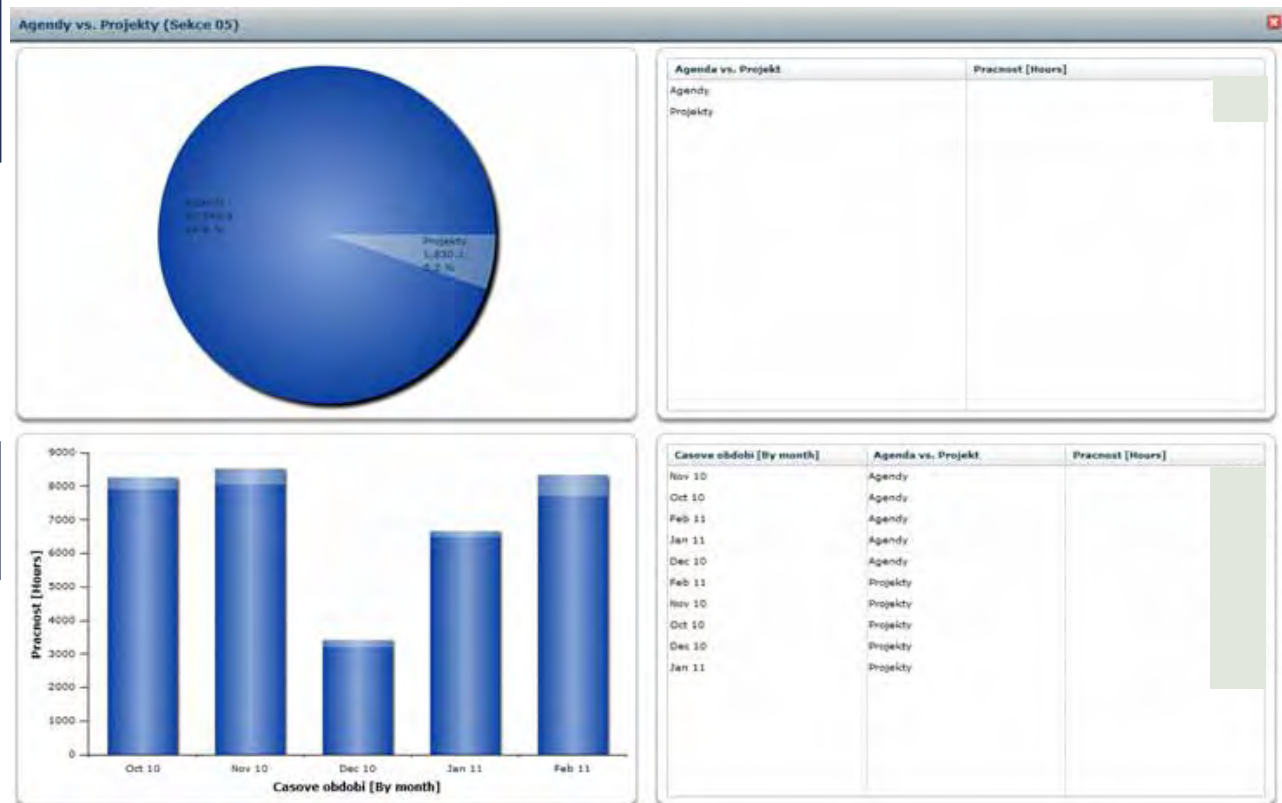 Agendy vs. Projekty (Sekce 05)
Projekty
Agenda vs. Projekt Pracnost [Hours]
Agendy
Projekty
9000
8000
7000
6000
5000
4000
3000
2000
1000
0
Pracnost [Hours]
Oct 10 Nov 10 Dec 10 Jan 11 Feb 11
Casove obdobi [By month]
Casove obdobi [By month] Agenda vs. Projekt Pracnost [Hours]
Nov 10 Agendy
Oct 10 Agendy
Feb 11 Agendy
Jan 11 Agendy
Dec 10 Agendy
Feb 11 Projekty
Nov 10 Projekty
Oct 10 Projekty
Dec 10 Projekty
Jan 11 Projekty